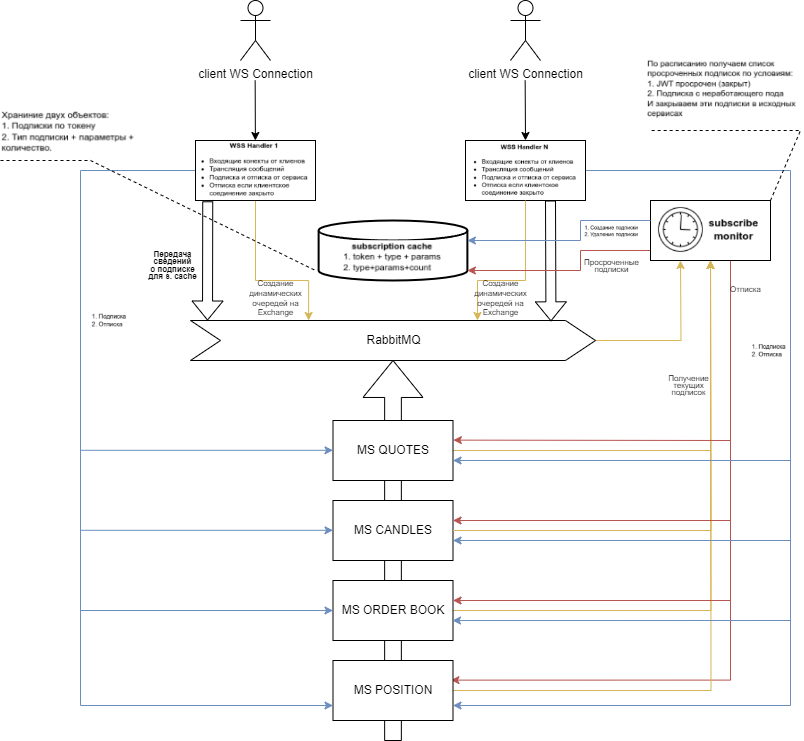 client WS Connection
client WS Connection
По расписанию получаем список
просроченных подписок по условиям:
1. JWT просрочен (закрыт)
2. Подписка с неработающего пода
И закрываем эти подписки в исходных
сервисах
Храниние двух объектов:
1. Подписки по токену
2. Тип подписки + параметры +
количество.
WSS Handler 1
Входящие конекты от клиенов
Трансляция сообщений
Подписка и отписка от сервиса
Отписка если клиентское
соединение закрыто
WSS Handler N
Входящие конекты от клиенов
Трансляция сообщений
Подписка и отписка от сервиса
Отписка если клиентское
соединение закрыто
subscription cache
1. token + type + params
2. type+params+count
1. Создание подписки
2. Удаление подписки
subscribe
monitor
Передача
сведений
о подписке
для s. cache
Просроченные
подписки
Создание
динамических
очередей на
Exchange
Создание
динамических
очередей на
Exchange
Отписка
1. Подписка
2. Отписка
RabbitMQ
1. Подписка
2. Отписка
Получение
текущих
подписок
MS QUOTES
MS CANDLES
MS ORDER BOOK
MS POSITION